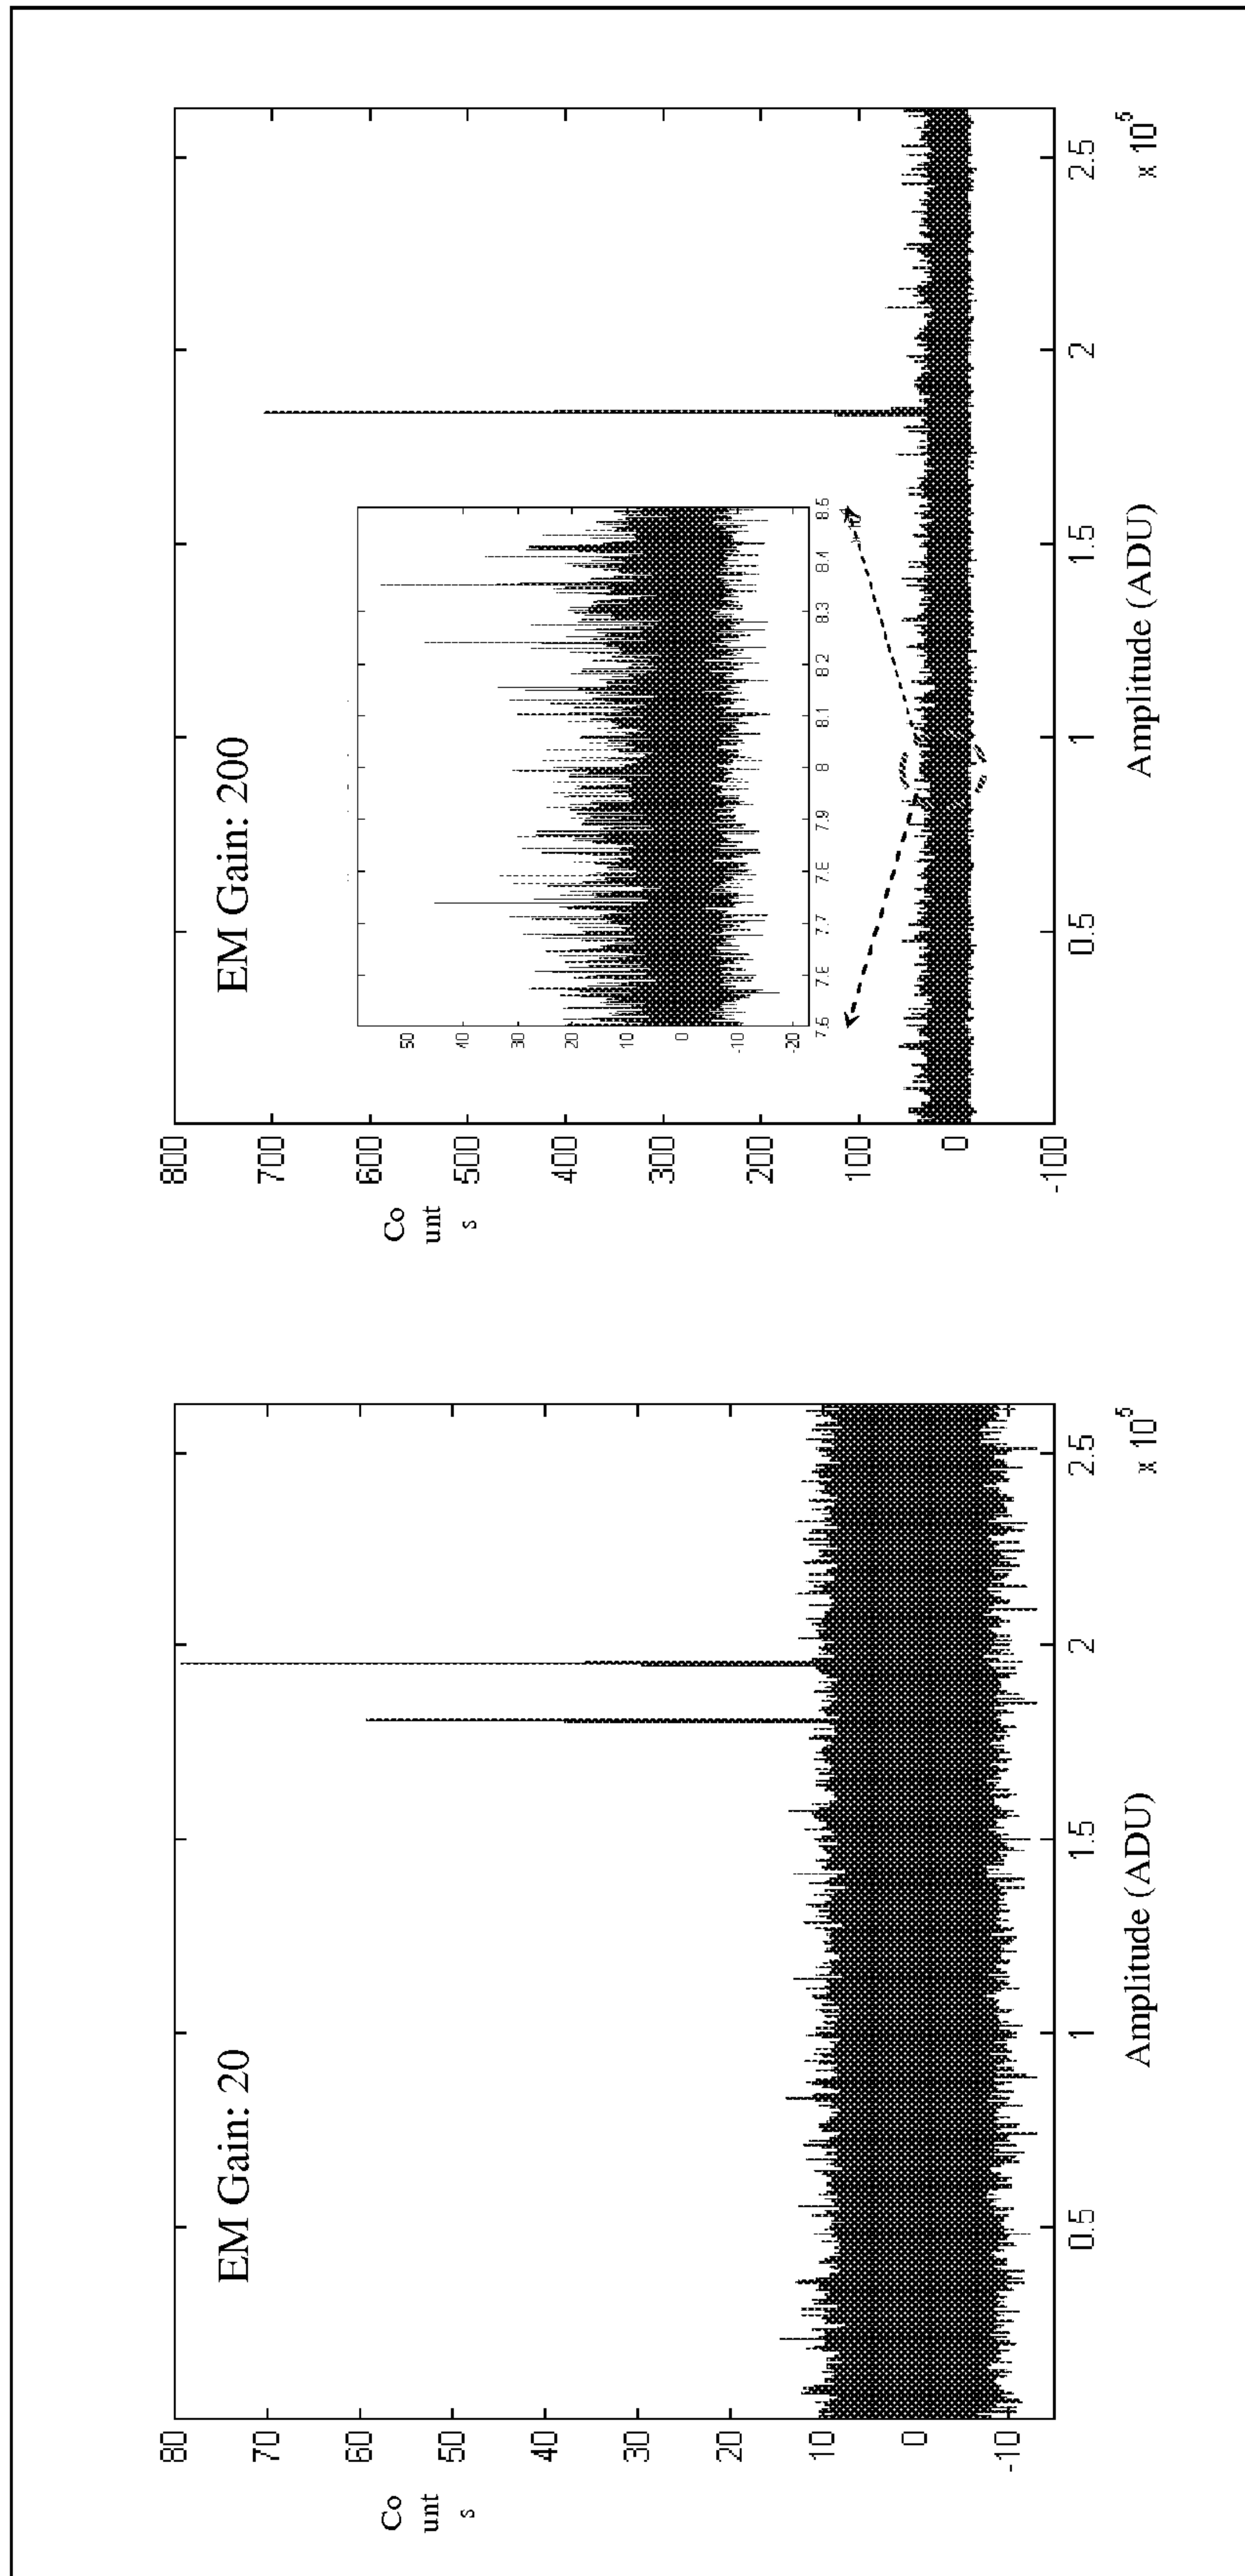 EM Gain: 20
80
70
60
50
40
30
20
10
0
-10
Co
unt
s
0.5 1 1.5 2 2.5
x 10^5
Amplitude (ADU)
EM Gain: 200
800
700
600
500
400
300
200
100
0
-100
Co
unt
s
50
40
30
20
10
0
-10
-20
7.5 7.6 7.7 7.8 7.9 8 8.1 8.2 8.3 8.4 8.5
0.5 1 1.5 2 2.5
x 10^5
Amplitude (ADU)